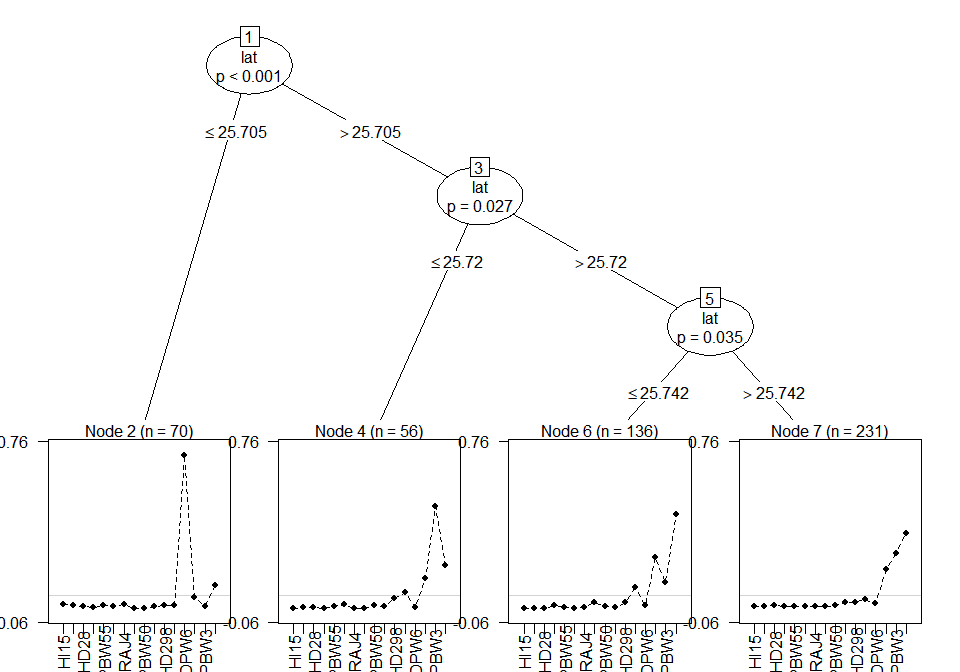 1
lat
p < 0.001
≤ 25.705
> 25.705
3
lat
p = 0.027
≤ 25.72
> 25.72
5
lat
p = 0.035
≤ 25.742
> 25.742
Node 2 (n = 70)
0.76
-0.06
HI15
HD28
PBW55
RAJ4
PBW50
HD298
DPW6
PBW3
Node 4 (n = 56)
0.76
-0.06
HI15
HD28
PBW55
RAJ4
PBW50
HD298
DPW6
PBW3
Node 6 (n = 136)
0.76
-0.06
HI15
HD28
PBW55
RAJ4
PBW50
HD298
DPW6
PBW3
Node 7 (n = 231)
0.76
-0.06
HI15
HD28
PBW55
RAJ4
PBW50
HD298
DPW6
PBW3